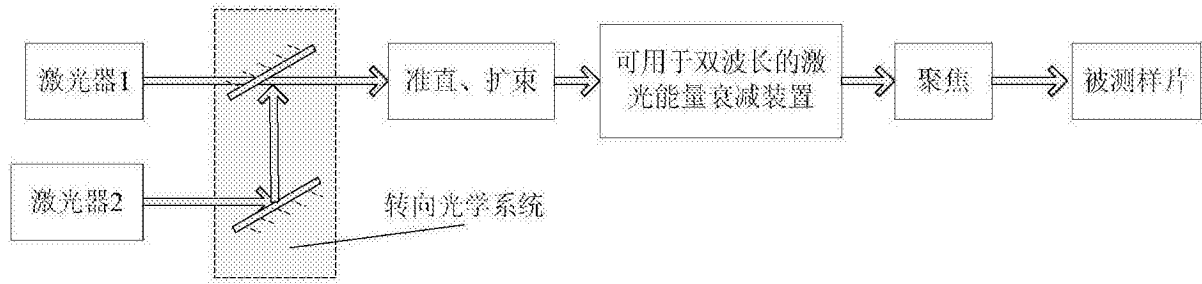 激光器1
准直、扩束
可用于双波长的激
光能量衰减装置
聚焦
被测样片
激光器2
转向光学系统